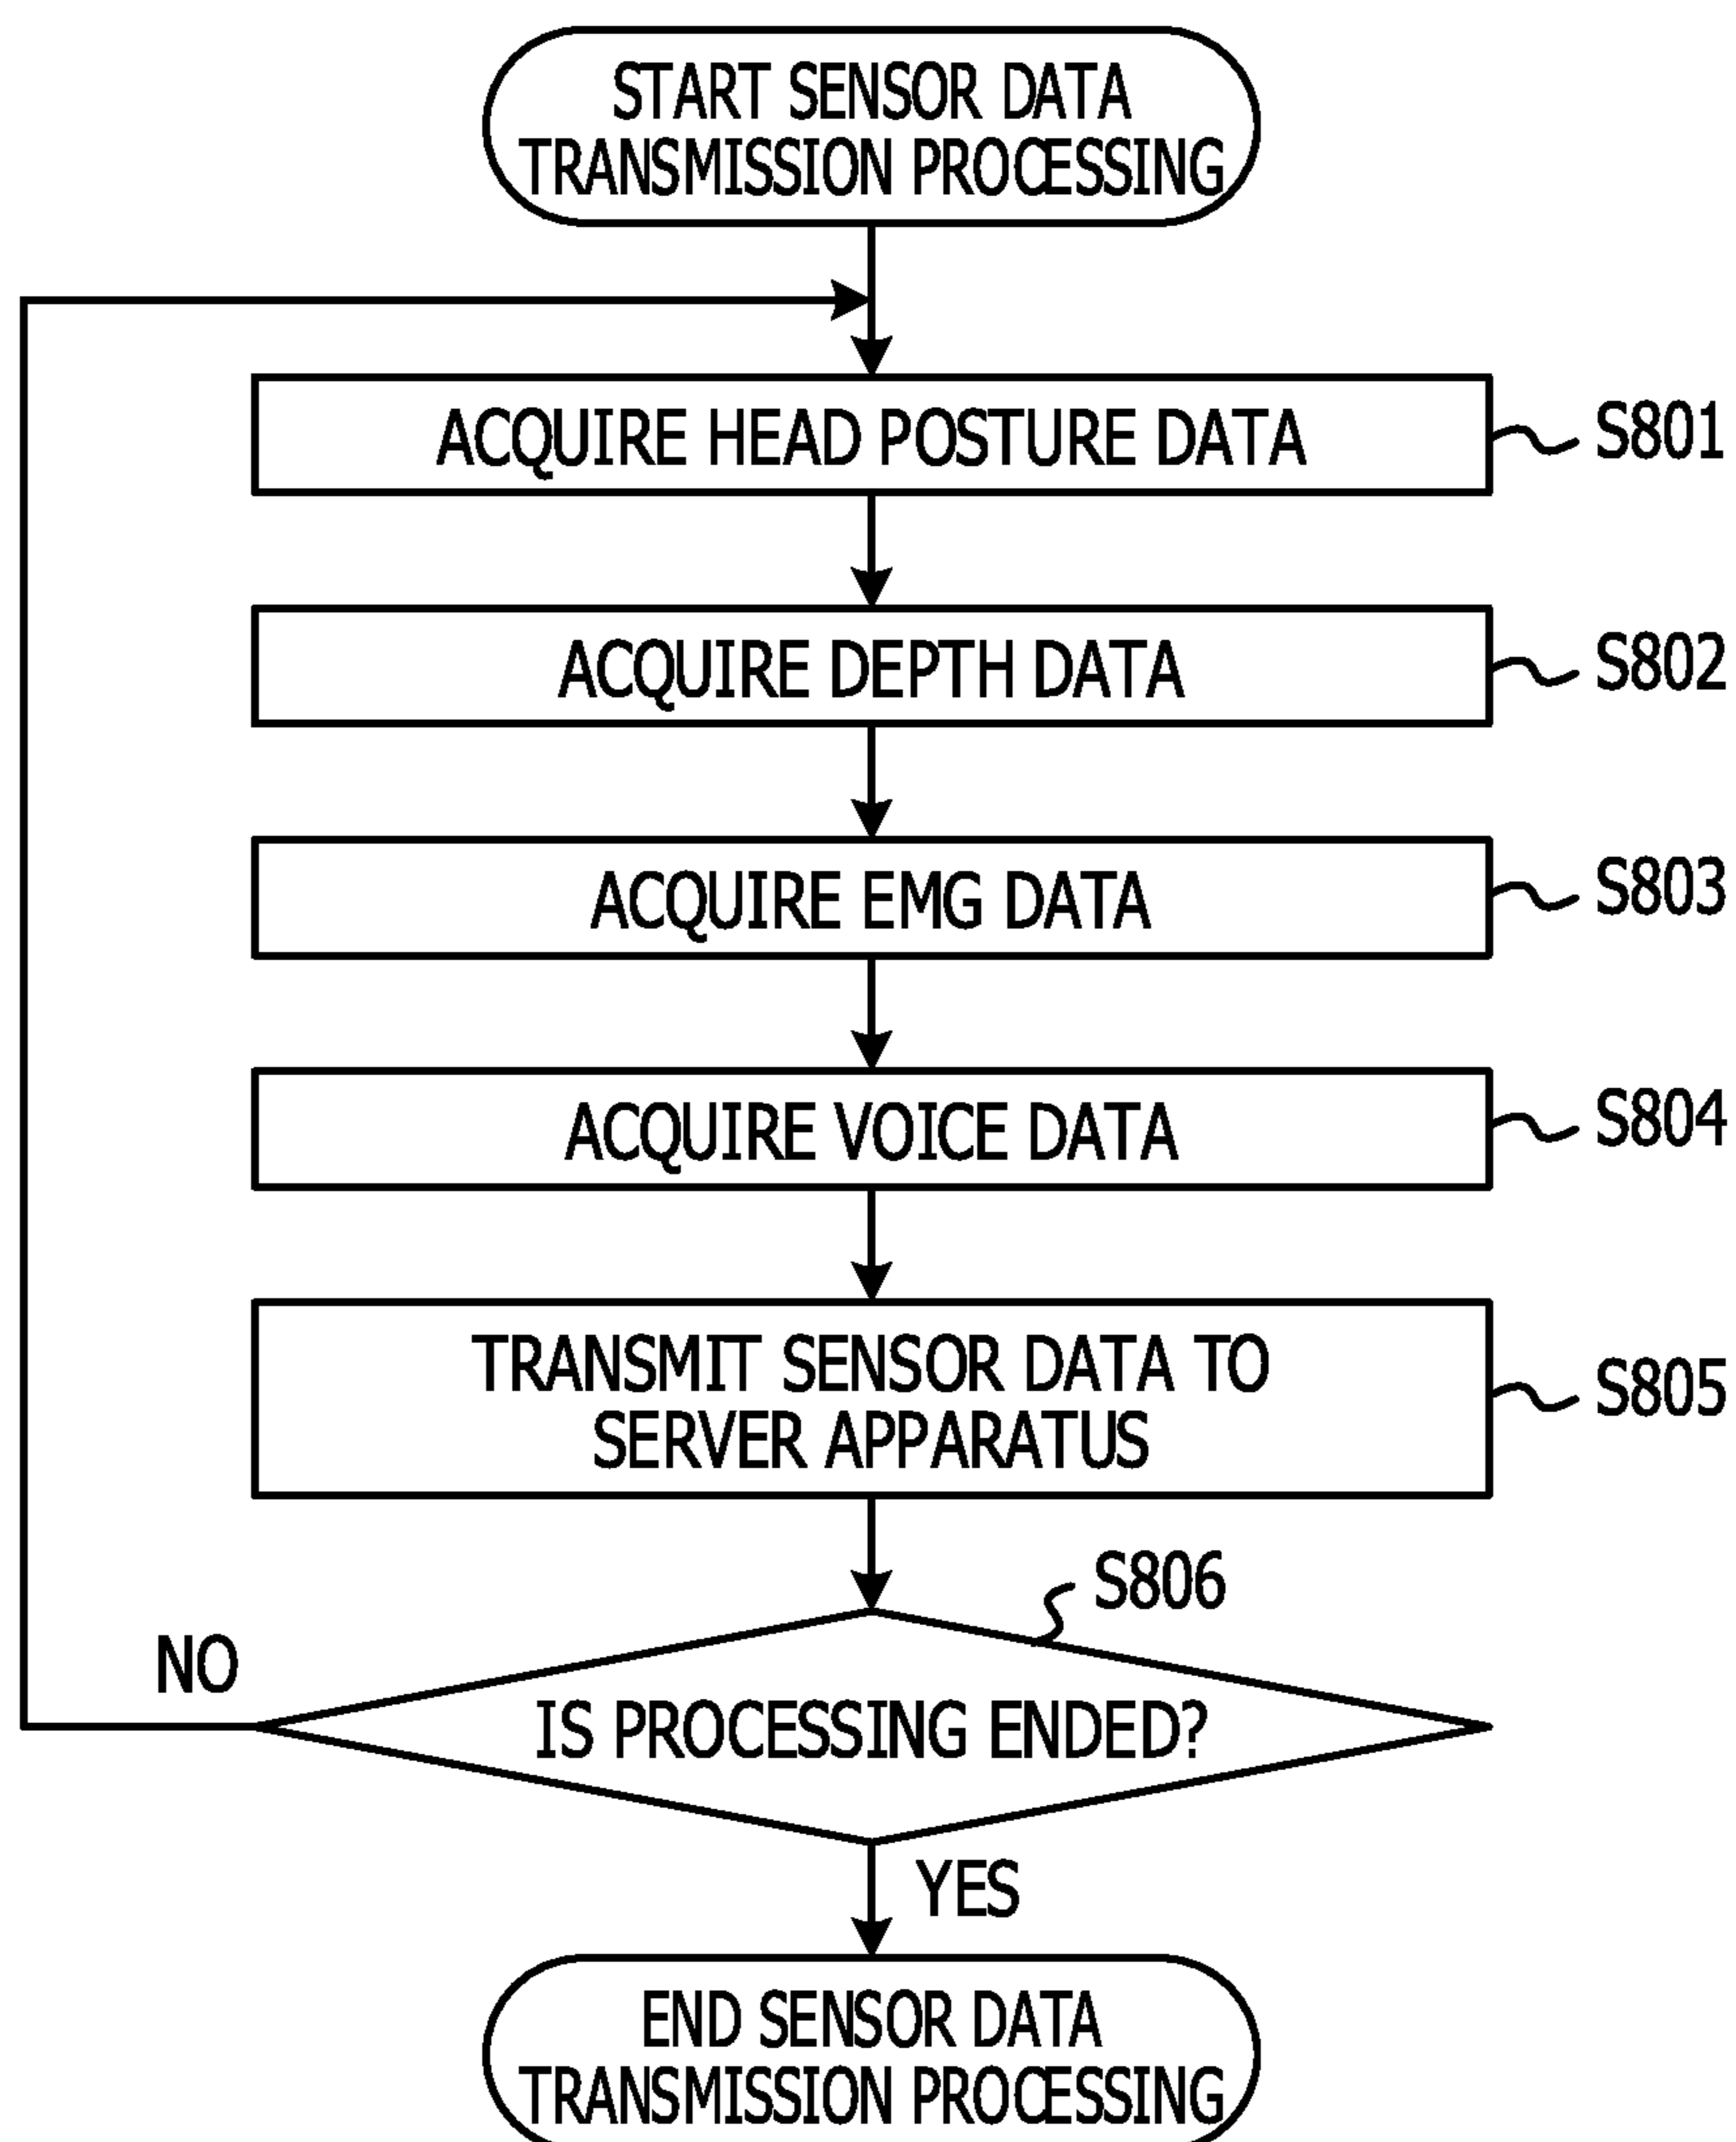 START SENSOR DATA
TRANSMISSION PROCESSING
ACQUIRE HEAD POSTURE DATA
S801
ACQUIRE DEPTH DATA
S802
ACQUIRE EMG DATA
S803
ACQUIRE VOICE DATA
S804
TRANSMIT SENSOR DATA TO
SERVER APPARATUS
S805
S806
NO
IS PROCESSING ENDED?
YES
END SENSOR DATA
TRANSMISSION PROCESSING